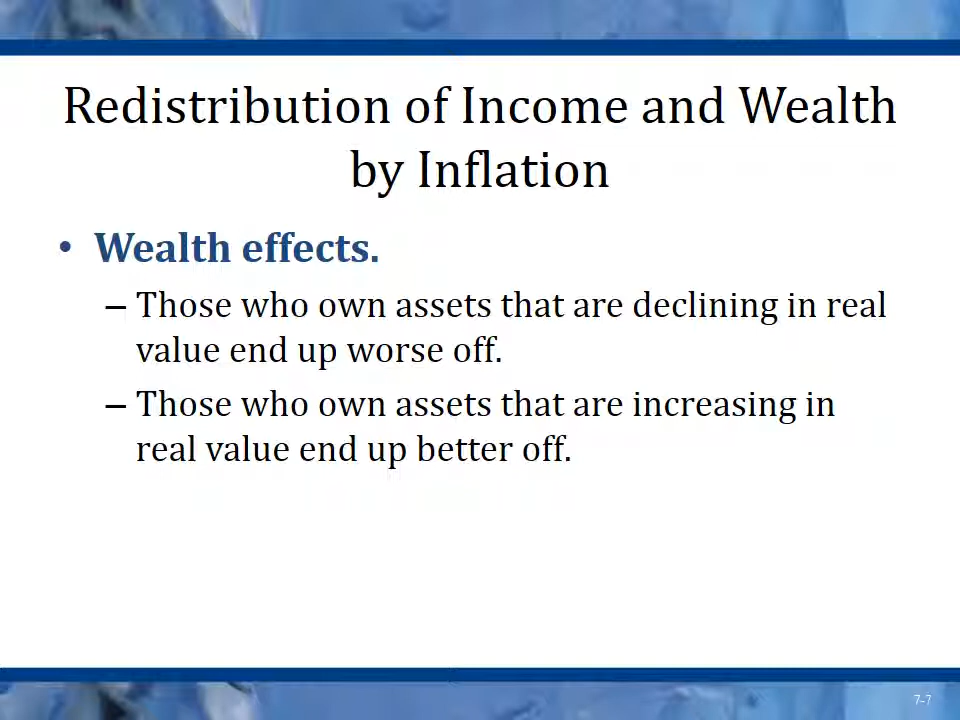 Redistribution of Income and Wealth
by Inflation
• Wealth effects.
– Those who own assets that are declining in real
value end up worse off.
– Those who own assets that are increasing in
real value end up better off.
7-7